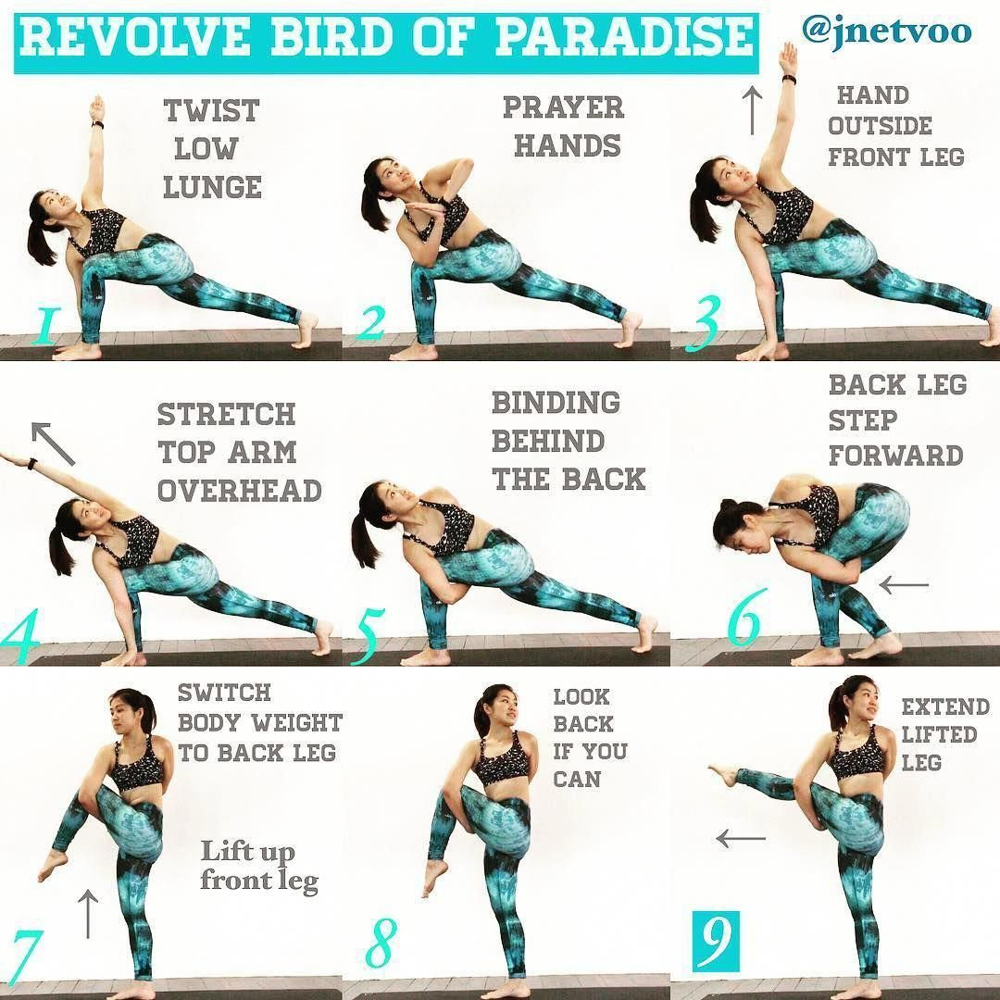 REVOLVE BIRD OF PARADISE
@jnetvoo
TWIST
LOW
LUNGE
1
PRAYER
HANDS
2
HAND
OUTSIDE
FRONT LEG
3
STRETCH
TOP ARM
OVERHEAD
4
BINDING
BEHIND
THE BACK
5
BACK LEG
STEP
FORWARD
6
SWITCH
BODY WEIGHT
TO BACK LEG
Lift up
front leg
7
LOOK
BACK
IF YOU
CAN
8
EXTEND
LIFTED
LEG
9